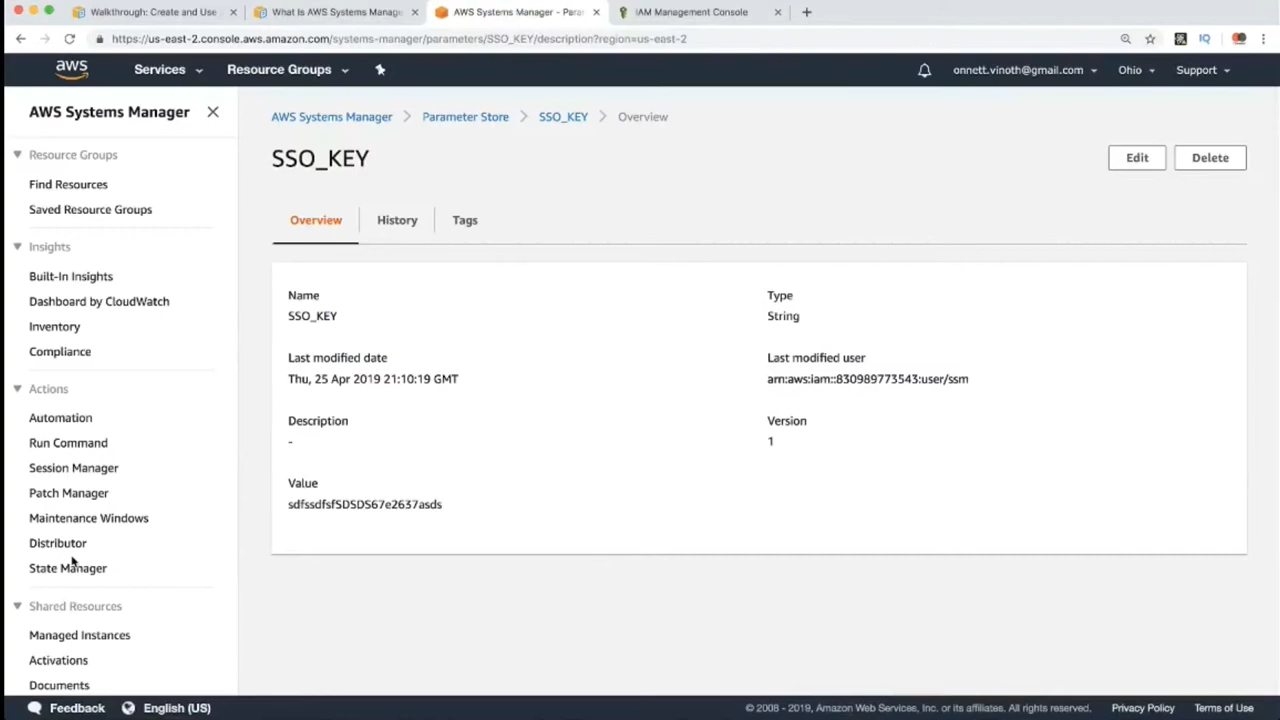 Walkthrough: Create and Use
What Is AWS Systems Manage
AWS Systems Manager - Para
IAM Management Console
https://us-east-2.console.aws.amazon.com/systems-manager/parameters/SSO_KEY/description?region=us-east-2
aws
Services
Resource Groups
onnett.vinoth@gmail.com
Ohio
Support
AWS Systems Manager
Resource Groups
Find Resources
Saved Resource Groups
Insights
Built-In Insights
Dashboard by CloudWatch
Inventory
Compliance
Actions
Automation
Run Command
Session Manager
Patch Manager
Maintenance Windows
Distributor
State Manager
Shared Resources
Managed Instances
Activations
Documents
AWS Systems Manager > Parameter Store > SSO_KEY > Overview
SSO_KEY
Edit
Delete
Overview
History
Tags
Name
SSO_KEY
Type
String
Last modified date
Thu, 25 Apr 2019 21:10:19 GMT
Last modified user
arn:aws:iam::830989773543:user/ssm
Description
-
Version
1
Value
sdfssdfsfSDSDS67e2637asds
Feedback
English (US)
© 2008 - 2019, Amazon Web Services, Inc. or its affiliates. All rights reserved.
Privacy Policy
Terms of Use